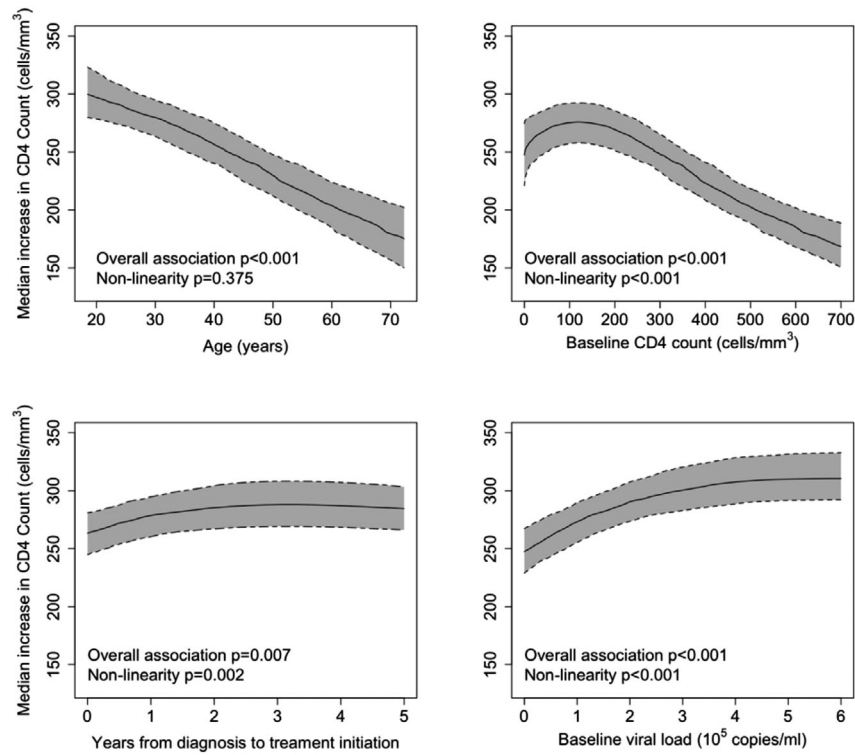 Median increase in CD4 Count (cells/mm³)
350
300
250
200
150
Overall association p<0.001
Non-linearity p=0.375
20 30 40 50 60 70
Age (years)
350
300
250
200
150
Overall association p<0.001
Non-linearity p<0.001
0 100 200 300 400 500 600 700
Baseline CD4 count (cells/mm³)
Median increase in CD4 Count (cells/mm³)
350
300
250
200
150
Overall association p=0.007
Non-linearity p=0.002
0 1 2 3 4 5
Years from diagnosis to treament initiation
350
300
250
200
150
Overall association p<0.001
Non-linearity p<0.001
0 1 2 3 4 5 6
Baseline viral load (10⁵ copies/ml)